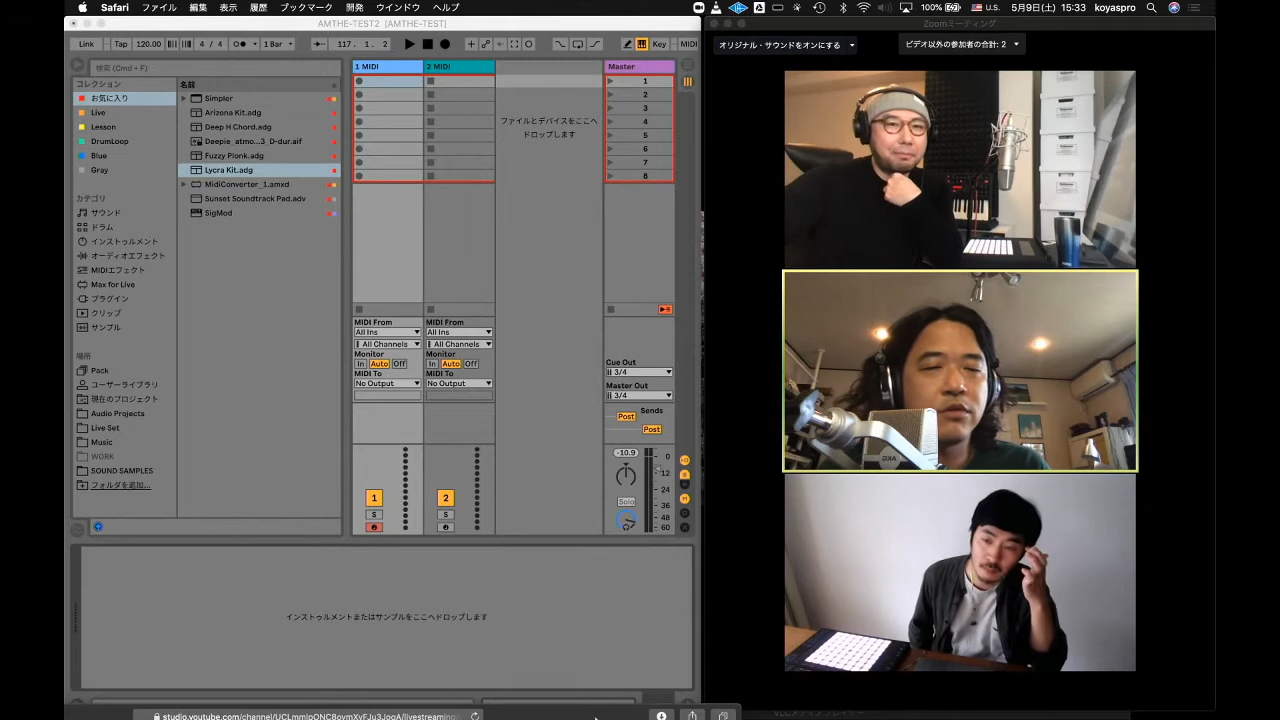 Safari ファイル 編集 表示 履歴 ブックマーク 開発 ウインドウ ヘルプ
100% 5月9日(土) 15:33 koyaspro
AMTHE-TEST2 [AMTHE-TEST]
Zoomミーティング
Link Tap 120.00 4 / 4 1 Bar 117. 1. 2 Key MIDI
オリジナル・サウンドをオンにする
ビデオ以外の参加者の合計: 2
検索 (Cmd + F)
コレクション
お気に入り
Live
Lesson
DrumLoop
Blue
Gray
カテゴリ
サウンド
ドラム
インストゥルメント
オーディオエフェクト
MIDIエフェクト
Max for Live
プラグイン
クリップ
サンプル
場所
Pack
ユーザーライブラリ
現在のプロジェクト
Audio Projects
Live Set
Music
WORK
SOUND SAMPLES
フォルダを追加...
名前
Simpler
Arizona Kit.adg
Deep H Chord.adg
Deepie_atmo...3_D-dur.aif
Fuzzy Plonk.adg
Lycra Kit.adg
MidiConverter_1.amxd
Sunset Soundtrack Pad.adv
SigMod
1 MIDI 2 MIDI Master
1
2
3
4
5
6
7
8
ファイルとデバイスをここへ
ドロップします
MIDI From MIDI From
All Ins All Ins
All Channels All Channels
Monitor Monitor
In Auto Off In Auto Off
MIDI To MIDI To
No Output No Output
Cue Out
3/4
Master Out
3/4
Sends
Post
Post
-10.9
0
12
24
36
48
60
Solo
1 2
S S
インストゥルメントまたはサンプルをここへドロップします
AKG